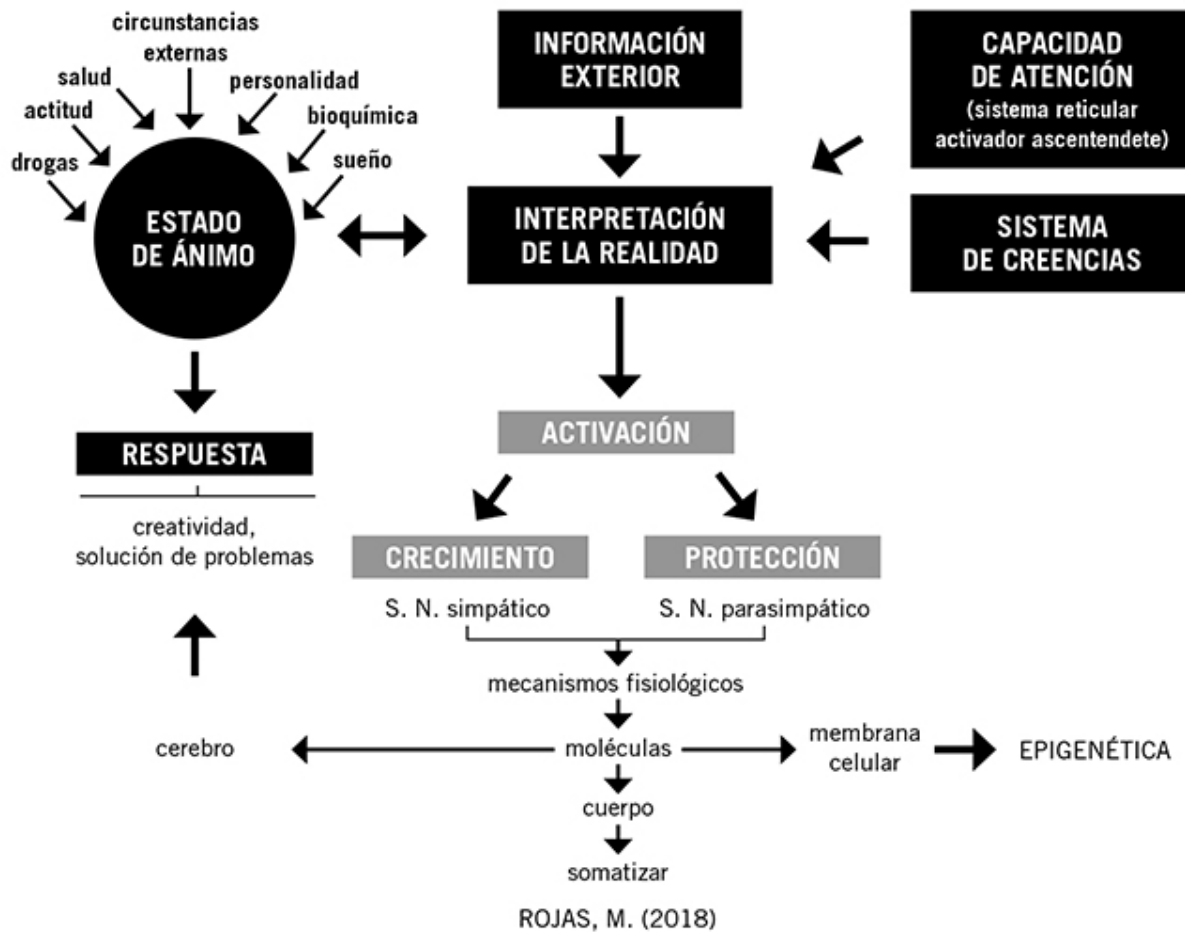 circunstancias
externas
salud
personalidad
actitud
bioquímica
drogas
sueño
ESTADO
DE ÁNIMO
INFORMACIÓN
EXTERIOR
CAPACIDAD
DE ATENCIÓN
(sistema reticular
activador ascentendete)
INTERPRETACIÓN
DE LA REALIDAD
SISTEMA
DE CREENCIAS
RESPUESTA
creatividad,
solución de problemas
ACTIVACIÓN
CRECIMIENTO
PROTECCIÓN
S. N. simpático
S. N. parasimpático
mecanismos fisiológicos
cerebro
moléculas
membrana
celular
EPIGENÉTICA
cuerpo
somatizar
ROJAS, M. (2018)